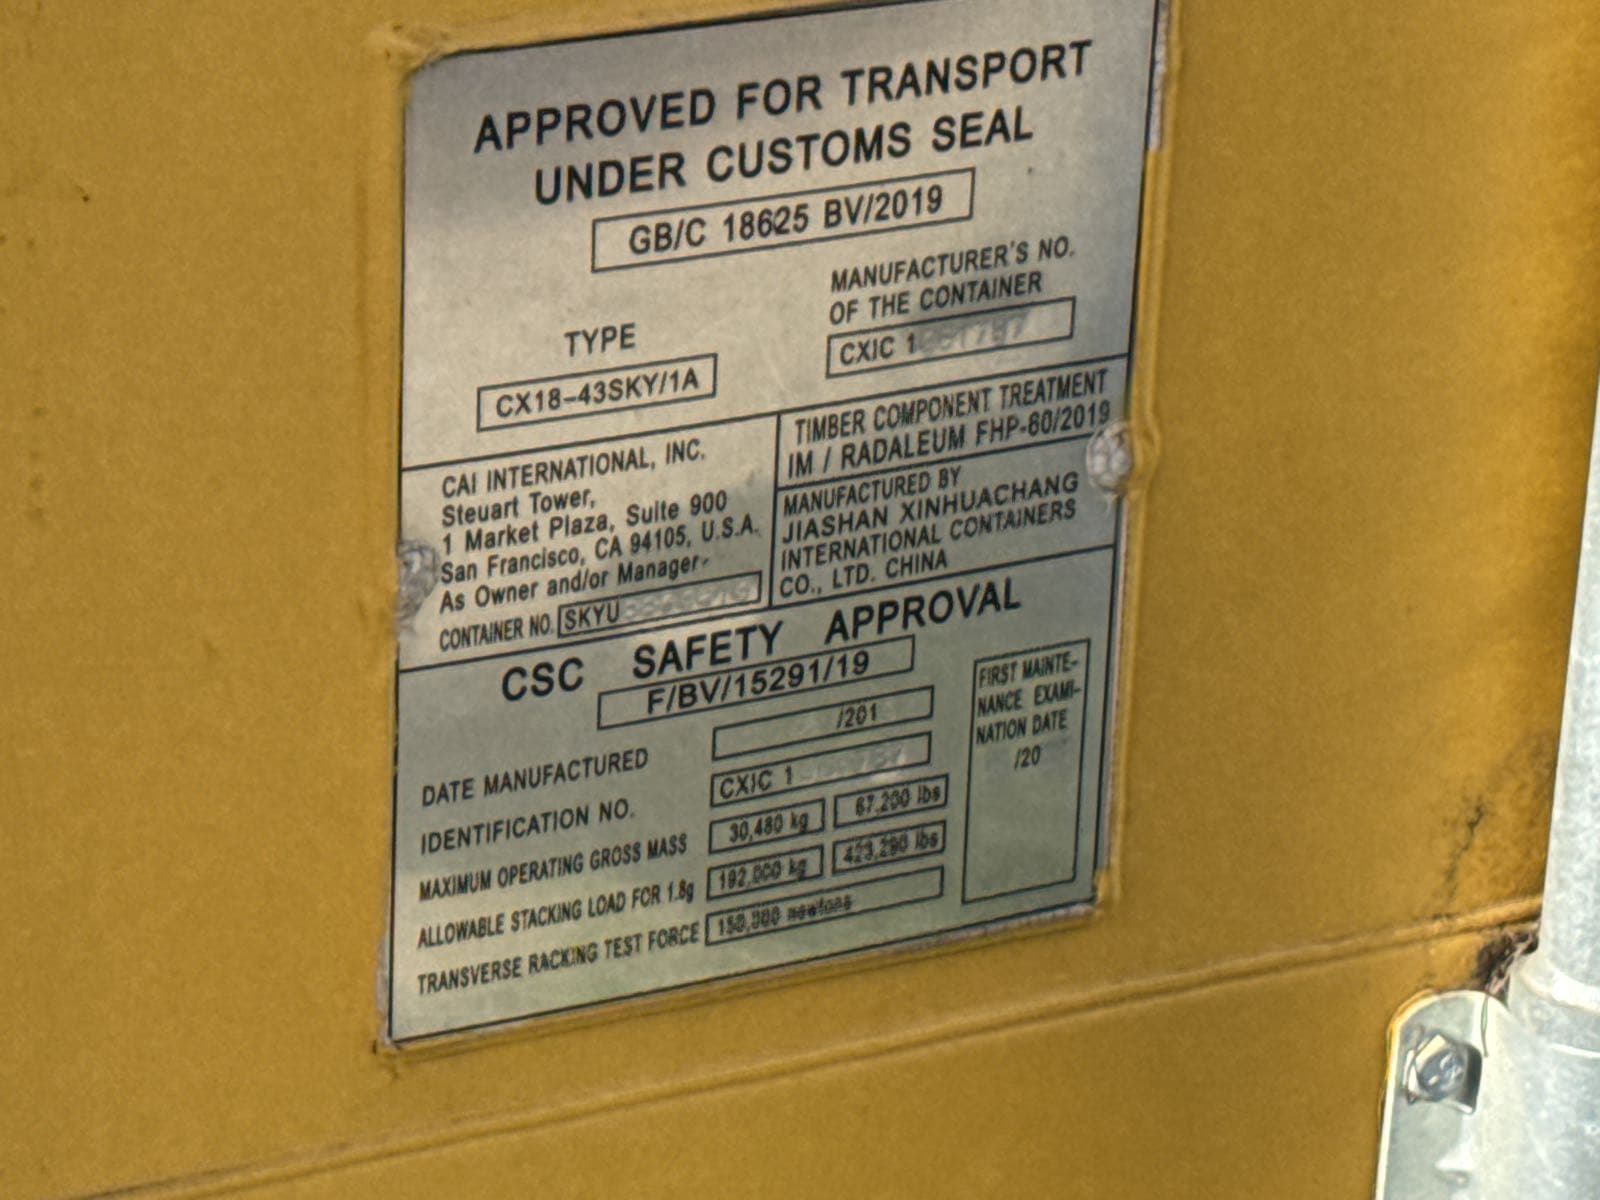 APPROVED FOR TRANSPORT
UNDER CUSTOMS SEAL
GB/C 18625 BV/2019
MANUFACTURER'S NO.
OF THE CONTAINER
CXIC 1
TYPE
CX18-43SKY/1A
TIMBER COMPONENT TREATMENT
IM / RADALEUM FHP-60/2019
CAI INTERNATIONAL, INC.
Steuart Tower,
1 Market Plaza, Suite 900
San Francisco, CA 94105, U.S.A.
As Owner and/or Manager
CONTAINER NO. SKYU
MANUFACTURED BY
JIASHAN XINHUACHANG
INTERNATIONAL CONTAINERS
CO., LTD. CHINA
CSC SAFETY APPROVAL
F/BV/15291/19
DATE MANUFACTURED /201
IDENTIFICATION NO. CXIC 1
MAXIMUM OPERATING GROSS MASS 30,480 kg 67,200 lbs
ALLOWABLE STACKING LOAD FOR 1.8g 192,000 kg 423,290 lbs
TRANSVERSE RACKING TEST FORCE 150,000 newtons
FIRST MAINTE-
NANCE EXAMI-
NATION DATE
/20